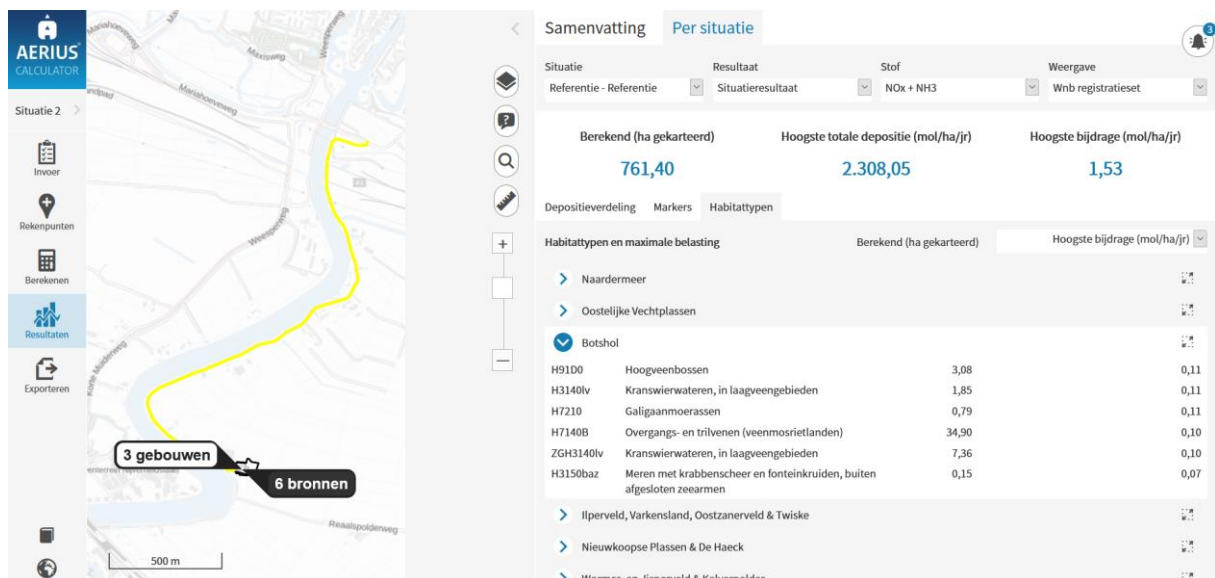 AERIUS
CALCULATOR
Situatie 2
Invoer
Rekenpunten
Berekenen
Resultaten
Exporteren
Mariahoeveweg
Maxisweg
Weesperweg
Mariahoeveweg
Weesperweg
Korte Muiderweg
Reaalspolderweg
3 gebouwen
6 bronnen
500 m
+
Samenvatting Per situatie
3
Situatie Resultaat Stof Weergave
Referentie - Referentie Situatieresultaat NOx + NH3 Wnb registratieset
Berekend (ha gekarteerd) Hoogste totale depositie (mol/ha/jr) Hoogste bijdrage (mol/ha/jr)
761,40 2.308,05 1,53
Depositieverdeling Markers Habitattypen
Habitattypen en maximale belasting Berekend (ha gekarteerd) Hoogste bijdrage (mol/ha/jr)
Naardermeer
Oostelijke Vechtplassen
Botshol
H91D0 Hoogveenbossen 3,08 0,11
H3140lv Kranswierwateren, in laagveengebieden 1,85 0,11
H7210 Galigaanmoerassen 0,79 0,11
H7140B Overgangs- en trilvenen (veenmosrietlanden) 34,90 0,10
ZGH3140lv Kranswierwateren, in laagveengebieden 7,36 0,10
H3150baz Meren met krabbenscheer en fonteinkruiden, buiten 0,15 0,07
afgesloten zeearmen
Ilperveld, Varkensland, Oostzanerveld & Twiske
Nieuwkoopse Plassen & De Haeck